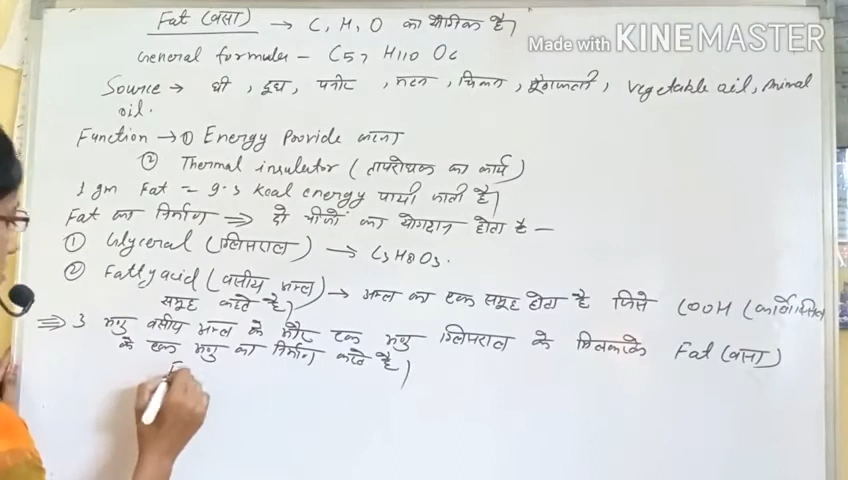 Fat (वसा) → C, H, O का यौगिक है।
Made with KINEMASTER
General formula - C57 H110 O6
Source → घी, दूध, पनीर, मटन, चिकन, मूंगफली, vegetable oil, Animal
oil.
Function → ① Energy Provide करना
② Thermal insulator (तापरोधक का कार्य)
1 gm Fat = 9.3 Kcal energy पायी जाती है।
Fat का निर्माण ⇒ दो चीजों का योगदान होता है —
① Glyceral (ग्लिसराल) → C3H8O3.
② Fatty acid (वसीय अम्ल) → अम्ल का एक समूह होता है जिसे COOH (कार्बोक्सिल
समूह कहते है।
⇒ 3 अणु वसीय अम्ल के और एक अणु ग्लिसराल के मिलकर Fat (वसा)
के एक अणु का निर्माण करते है।